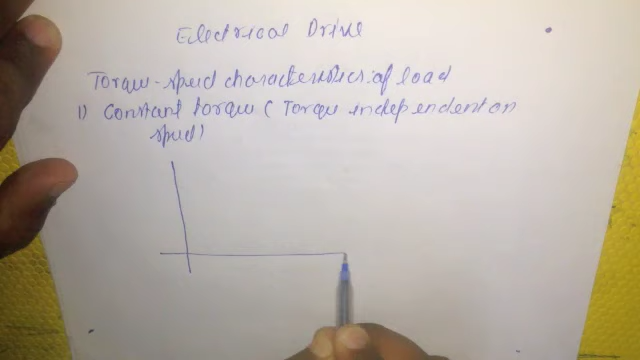 Electrical Drive
Torque-speed characteristics of load
1) Constant torque ( Torque independent on
speed)